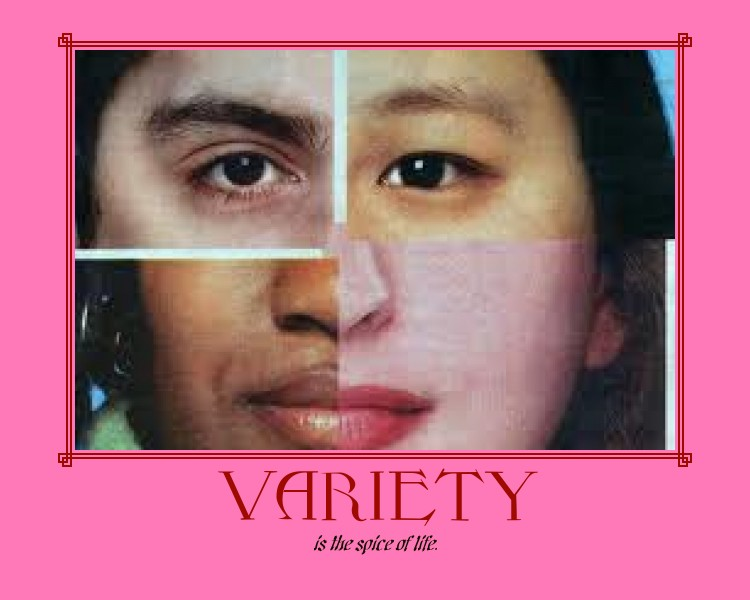 VARIETY
is the spice of life.